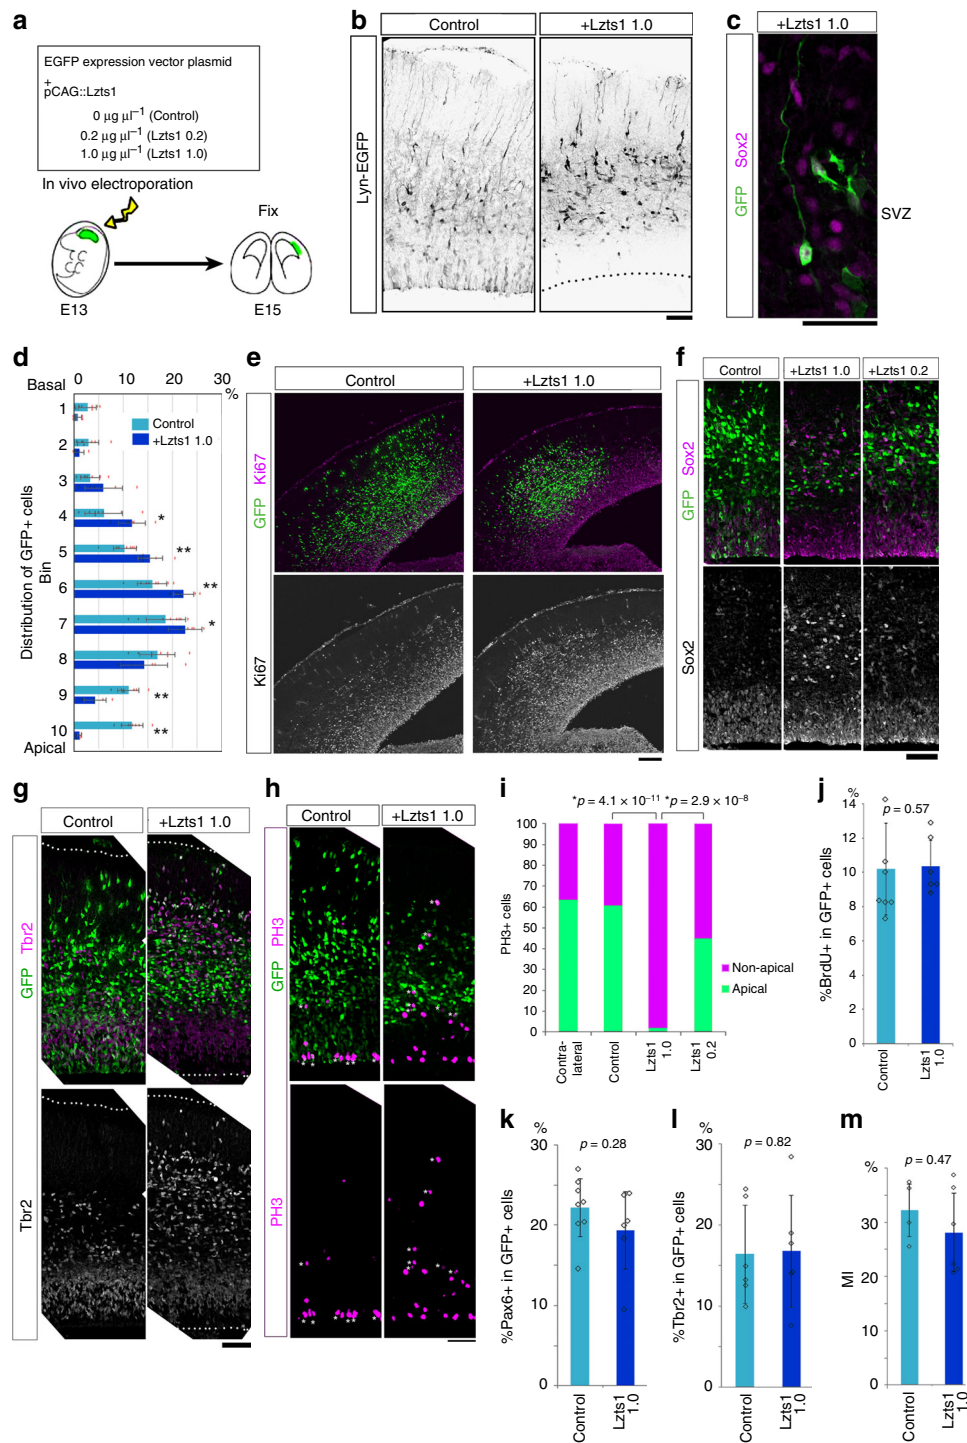 a
EGFP expression vector plasmid
+
pCAG::Lzts1
0 µg µl⁻¹ (Control)
0.2 µg µl⁻¹ (Lzts1 0.2)
1.0 µg µl⁻¹ (Lzts1 1.0)
In vivo electroporation
Fix
E13
E15
b
Control
+Lzts1 1.0
Lyn-EGFP
c
+Lzts1 1.0
GFP Sox2
SVZ
d
0 10 20 30
%
Basal
1
2
3
4
5
6
7
8
9
10
Apical
Distribution of GFP+ cells
Bin
Control
+Lzts1 1.0
*
**
**
*
**
**
e
Control
+Lzts1 1.0
GFP Ki67
Ki67
f
Control
+Lzts1 1.0
+Lzts1 0.2
GFP Sox2
Sox2
g
Control
+Lzts1 1.0
GFP Tbr2
Tbr2
h
Control
+Lzts1 1.0
GFP PH3
PH3
i
*p = 4.1 × 10⁻¹¹ *p = 2.9 × 10⁻⁸
100
90
80
70
60
50
40
30
20
10
0
PH3+ cells
Contra-
lateral
Control
Lzts1
1.0
Lzts1
0.2
Non-apical
Apical
j
%
p = 0.57
14
12
10
8
6
4
2
0
%BrdU+ in GFP+ cells
Control
Lzts1
1.0
k
%
p = 0.28
30
20
10
0
%Pax6+ in GFP+ cells
Control
Lzts1
1.0
l
%
p = 0.82
30
20
10
0
%Tbr2+ in GFP+ cells
Control
Lzts1
1.0
m
%
p = 0.47
30
20
10
0
MI
Control
Lzts1
1.0